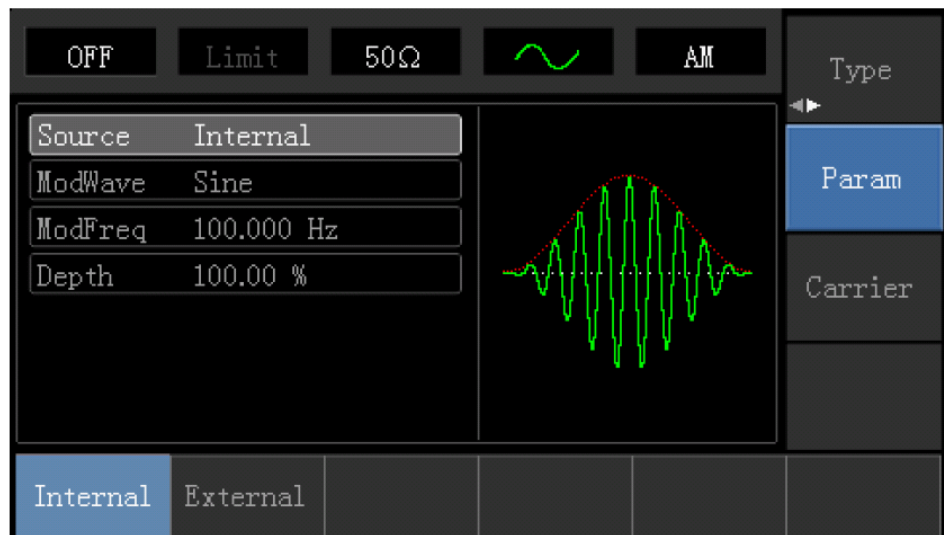 OFF Limit 50Ω AM
Type
Source Internal
ModWave Sine
ModFreq 100.000 Hz
Depth 100.00 %
Param
Carrier
Internal External